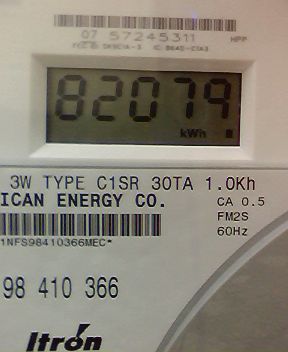 07 57245311 HPP
82079
kWh
3W TYPE C1SR 30TA 1.0Kh
ICAN ENERGY CO. CA 0.5
FM2S
1NFS98410366MEC* 60Hz
98 410 366
Itron